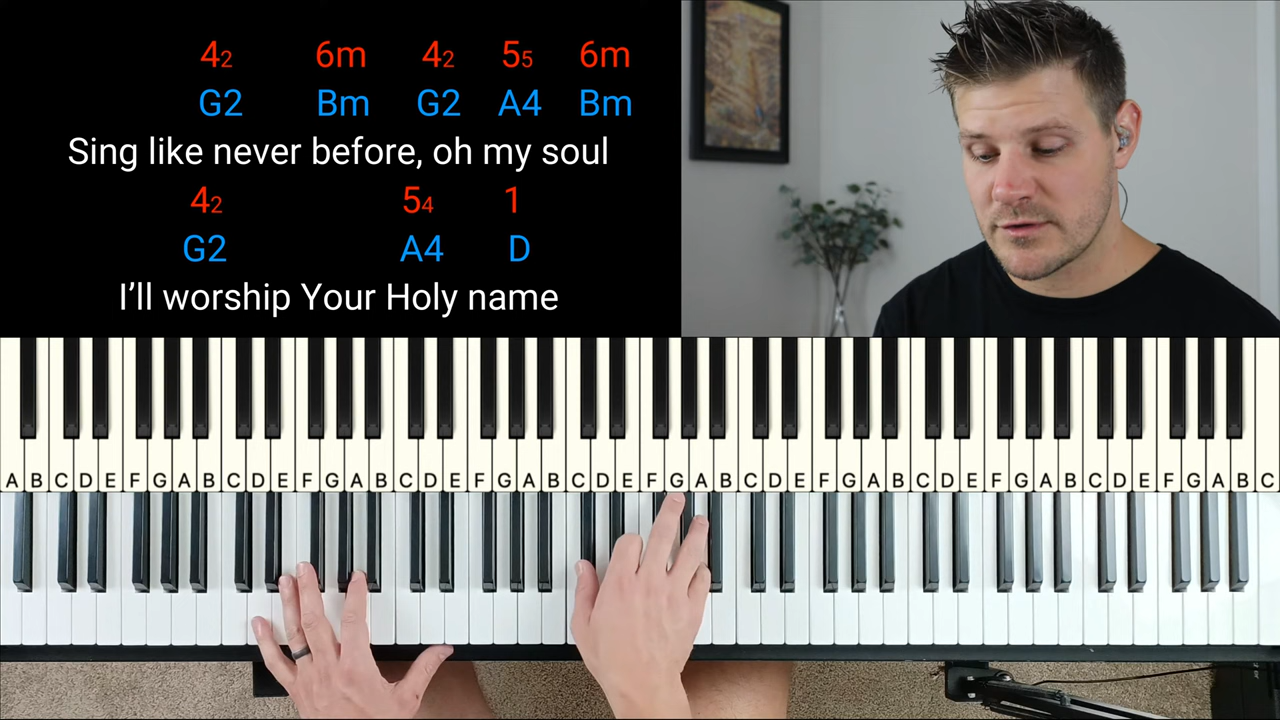 4₂ 6m 4₂ 5₅ 6m
G2 Bm G2 A4 Bm
Sing like never before, oh my soul
4₂ 5₄ 1
G2 A4 D
I’ll worship Your Holy name
A B C D E F G A B C D E F G A B C D E F G A B C D E F G A B C D E F G A B C D E F G A B C D E F G A B C